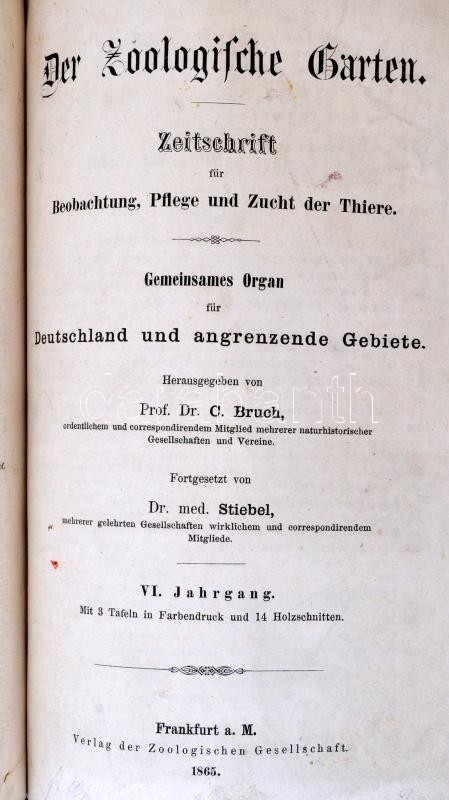 Der Zoologische Garten.
Zeitschrift
für
Beobachtung, Pflege und Zucht der Thiere.
Gemeinsames Organ
für
Deutschland und angrenzende Gebiete.
Herausgegeben von
Prof. Dr. C. Bruch,
ordentlichem und correspondirendem Mitglied mehrerer naturhistorischer
Gesellschaften und Vereine.
Fortgesetzt von
Dr. med. Stiebel,
mehrerer gelehrten Gesellschaften wirklichem und correspondirendem
Mitgliede.
VI. Jahrgang.
Mit 3 Tafeln in Farbendruck und 14 Holzschnitten.
Frankfurt a. M.
Verlag der Zoologischen Gesellschaft.
1865.
darabanth